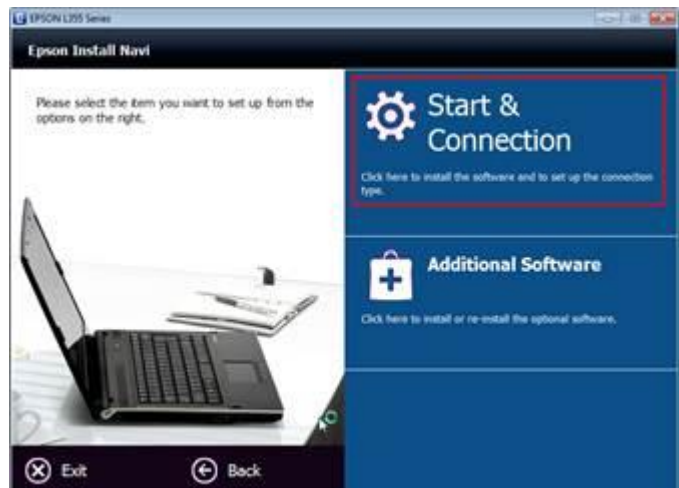 EPSON L355 Series
Epson Install Navi
Please select the item you want to set up from the
options on the right.
Start &
Connection
Click here to install the software and to set up the connection
type.
Additional Software
Click here to install or re-install the optional software.
Exit
Back